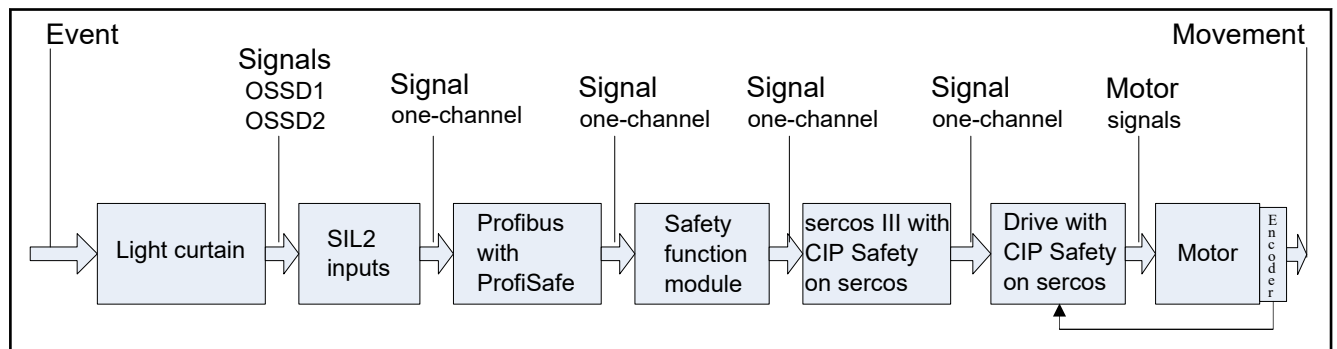 Event
Movement
Signals
OSSD1
OSSD2
Signal
one-channel
Signal
one-channel
Signal
one-channel
Signal
one-channel
Motor
signals
Light curtain
SIL2
inputs
Profibus
with
ProfiSafe
Safety
function
module
sercos III with
CIP Safety
on sercos
Drive with
CIP Safety
on sercos
Motor
Encoder